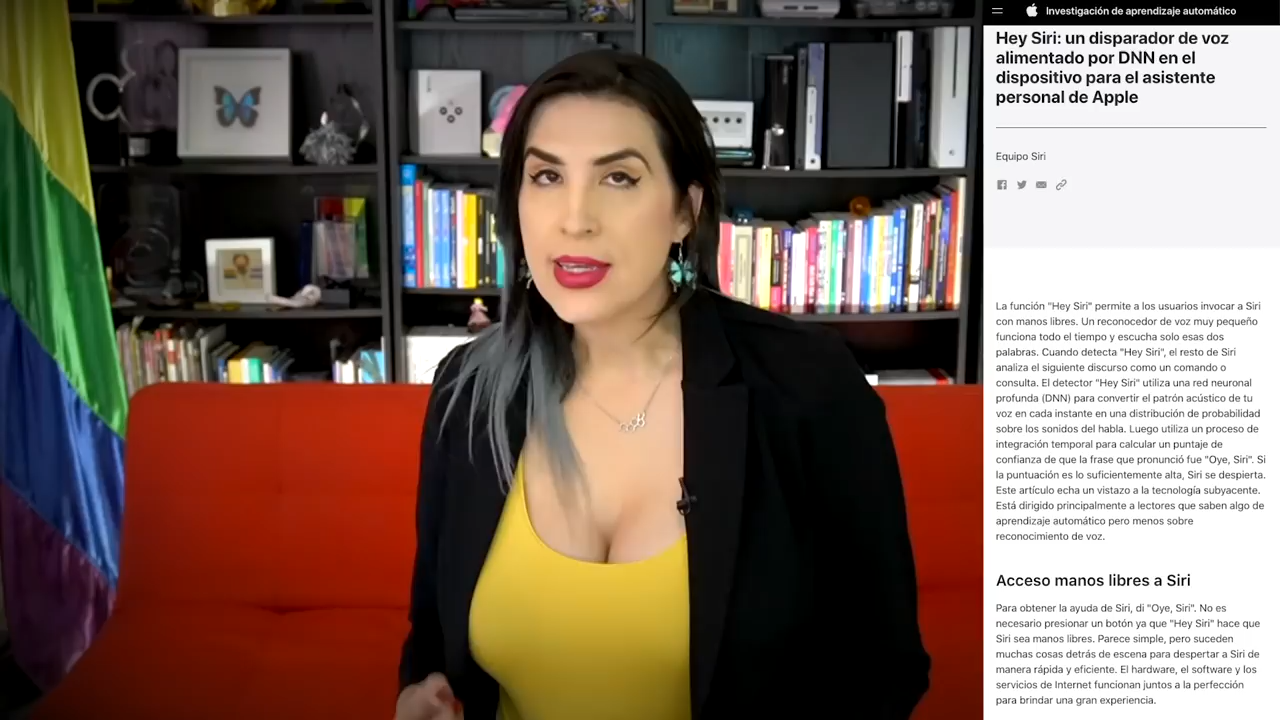 Investigación de aprendizaje automático
Hey Siri: un disparador de voz
alimentado por DNN en el
dispositivo para el asistente
personal de Apple
Equipo Siri
La función "Hey Siri" permite a los usuarios invocar a Siri
con manos libres. Un reconocedor de voz muy pequeño
funciona todo el tiempo y escucha solo esas dos
palabras. Cuando detecta "Hey Siri", el resto de Siri
analiza el siguiente discurso como un comando o
consulta. El detector "Hey Siri" utiliza una red neuronal
profunda (DNN) para convertir el patrón acústico de tu
voz en cada instante en una distribución de probabilidad
sobre los sonidos del habla. Luego utiliza un proceso de
integración temporal para calcular un puntaje de
confianza de que la frase que pronunció fue "Oye, Siri". Si
la puntuación es lo suficientemente alta, Siri se despierta.
Este artículo echa un vistazo a la tecnología subyacente.
Está dirigido principalmente a lectores que saben algo de
aprendizaje automático pero menos sobre
reconocimiento de voz.
Acceso manos libres a Siri
Para obtener la ayuda de Siri, di "Oye, Siri". No es
necesario presionar un botón ya que "Hey Siri" hace que
Siri sea manos libres. Parece simple, pero suceden
muchas cosas detrás de escena para despertar a Siri de
manera rápida y eficiente. El hardware, el software y los
servicios de Internet funcionan juntos a la perfección
para brindar una gran experiencia.